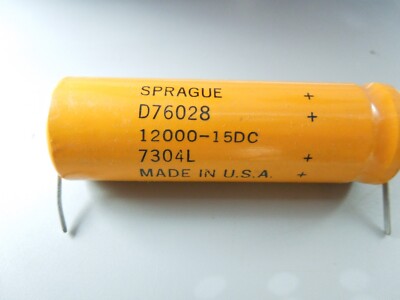 SPRAGUE +
D76028 +
12000-15DC
7304L +
MADE IN U.S.A. +